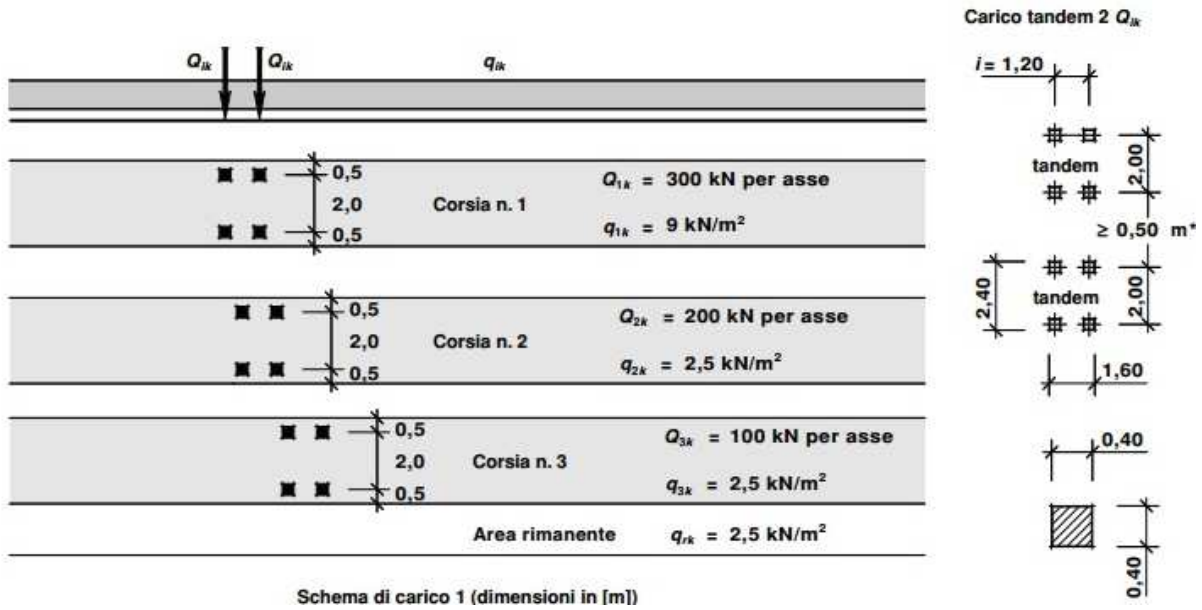 Carico tandem 2 Qik
Qik Qik qik
i = 1,20
0,5
2,0
0,5
Corsia n. 1
Q1k = 300 kN per asse
q1k = 9 kN/m²
tandem
2,00
≥ 0,50 m*
0,5
2,0
0,5
Corsia n. 2
Q2k = 200 kN per asse
q2k = 2,5 kN/m²
2,40
tandem
2,00
1,60
0,5
2,0
0,5
Corsia n. 3
Q3k = 100 kN per asse
q3k = 2,5 kN/m²
0,40
0,40
Area rimanente qrk = 2,5 kN/m²
Schema di carico 1 (dimensioni in [m])